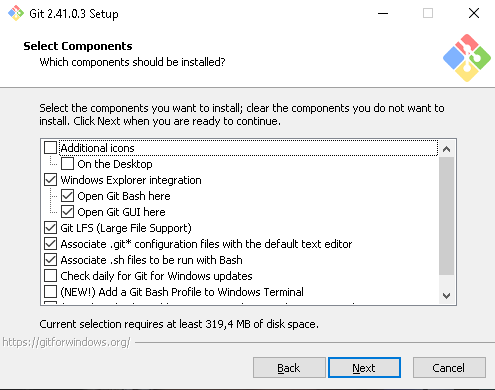 Git 2.41.0.3 Setup
Select Components
Which components should be installed?
Select the components you want to install; clear the components you do not want to
install. Click Next when you are ready to continue.
Additional icons
On the Desktop
Windows Explorer integration
Open Git Bash here
Open Git GUI here
Git LFS (Large File Support)
Associate .git* configuration files with the default text editor
Associate .sh files to be run with Bash
Check daily for Git for Windows updates
(NEW!) Add a Git Bash Profile to Windows Terminal
Current selection requires at least 319,4 MB of disk space.
https://gitforwindows.org/
Back
Next
Cancel